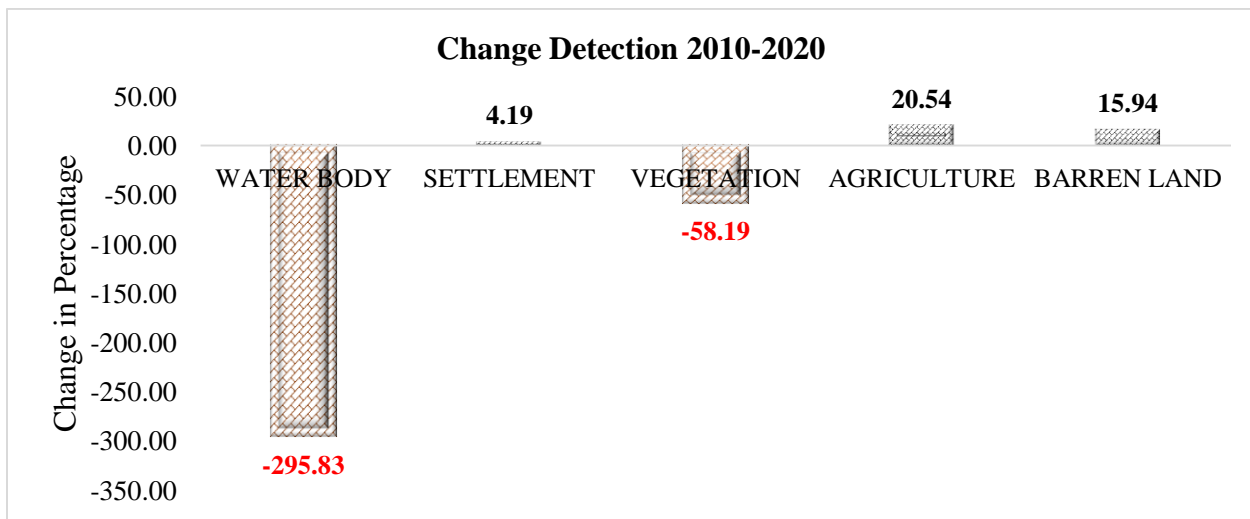 Change Detection 2010-2020
Change in Percentage
50.00
0.00
-50.00
-100.00
-150.00
-200.00
-250.00
-300.00
-350.00
4.19
20.54
15.94
WATER BODY
SETTLEMENT
VEGETATION
AGRICULTURE
BARREN LAND
-58.19
-295.83